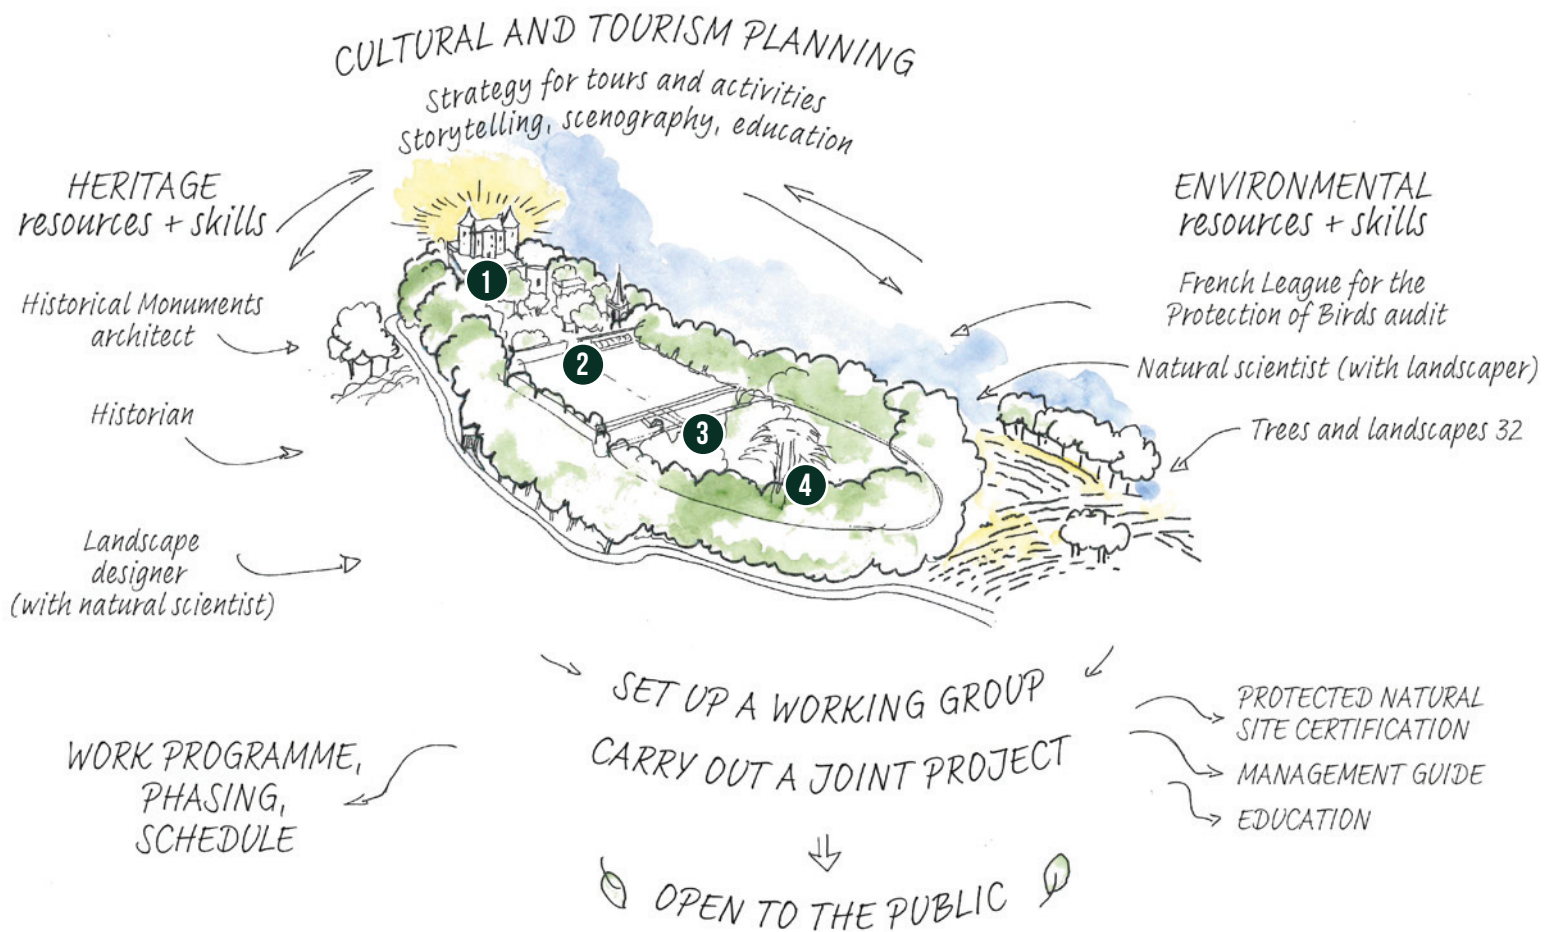 CULTURAL AND TOURISM PLANNING
Strategy for tours and activities
Storytelling, scenography, education
HERITAGE
resources + skills
Historical Monuments
architect
Historian
Landscape
designer
(with natural scientist)
ENVIRONMENTAL
resources + skills
French League for the
Protection of Birds audit
Natural scientist (with landscaper)
Trees and landscapes 32
1
2
3
4
SET UP A WORKING GROUP
CARRY OUT A JOINT PROJECT
WORK PROGRAMME,
PHASING,
SCHEDULE
PROTECTED NATURAL
SITE CERTIFICATION
MANAGEMENT GUIDE
EDUCATION
OPEN TO THE PUBLIC